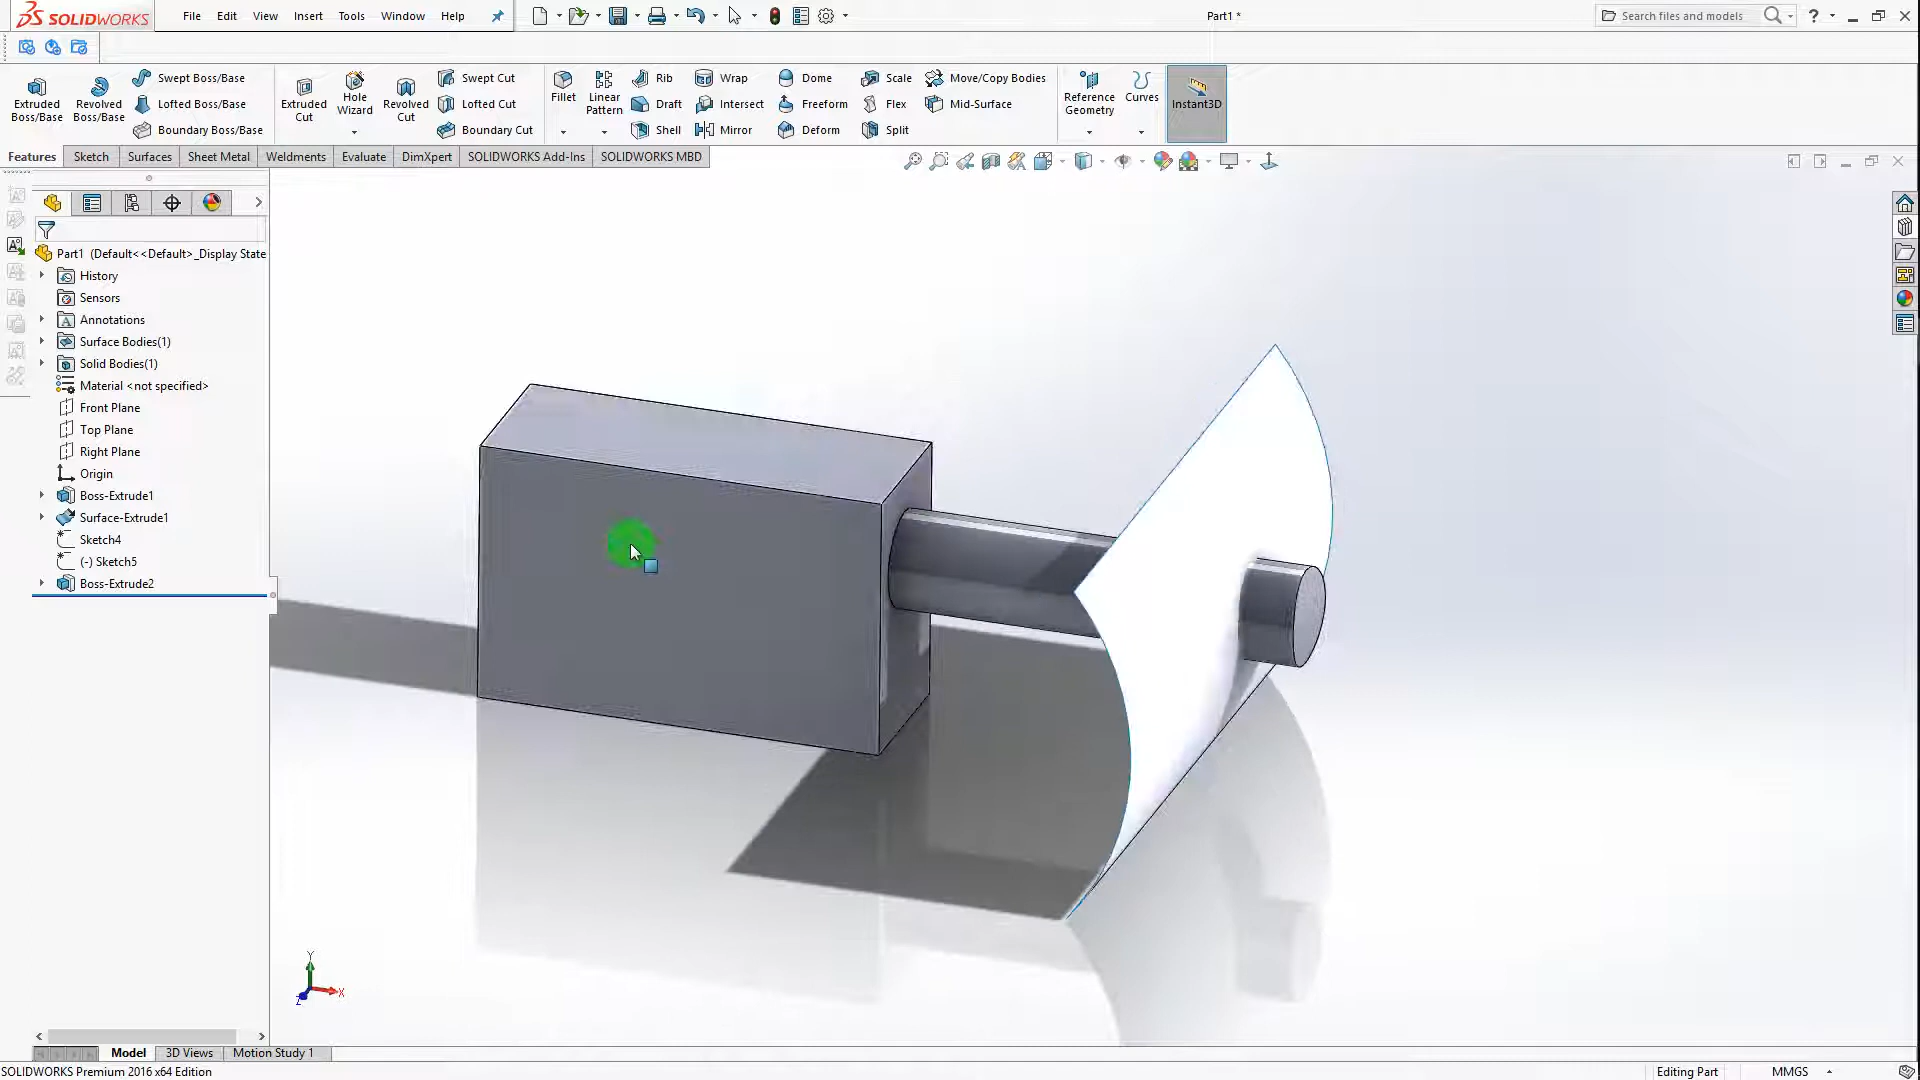 SOLIDWORKS File Edit View Insert Tools Window Help Part1 * Search files and models ?
Extruded Boss/Base
Revolved Boss/Base
Swept Boss/Base
Lofted Boss/Base
Boundary Boss/Base
Extruded Cut
Hole Wizard
Revolved Cut
Swept Cut
Lofted Cut
Boundary Cut
Fillet
Linear Pattern
Rib
Draft
Shell
Wrap
Intersect
Mirror
Dome
Freeform
Deform
Scale
Flex
Split
Move/Copy Bodies
Mid-Surface
Reference Geometry
Curves
Instant3D
Features Sketch Surfaces Sheet Metal Weldments Evaluate DimXpert SOLIDWORKS Add-Ins SOLIDWORKS MBD
Part1 (Default<<Default>_Display State
History
Sensors
Annotations
Surface Bodies(1)
Solid Bodies(1)
Material <not specified>
Front Plane
Top Plane
Right Plane
Origin
Boss-Extrude1
Surface-Extrude1
Sketch4
(-) Sketch5
Boss-Extrude2
Y
X
Z
Model 3D Views Motion Study 1
SOLIDWORKS Premium 2016 x64 Edition Editing Part MMGS